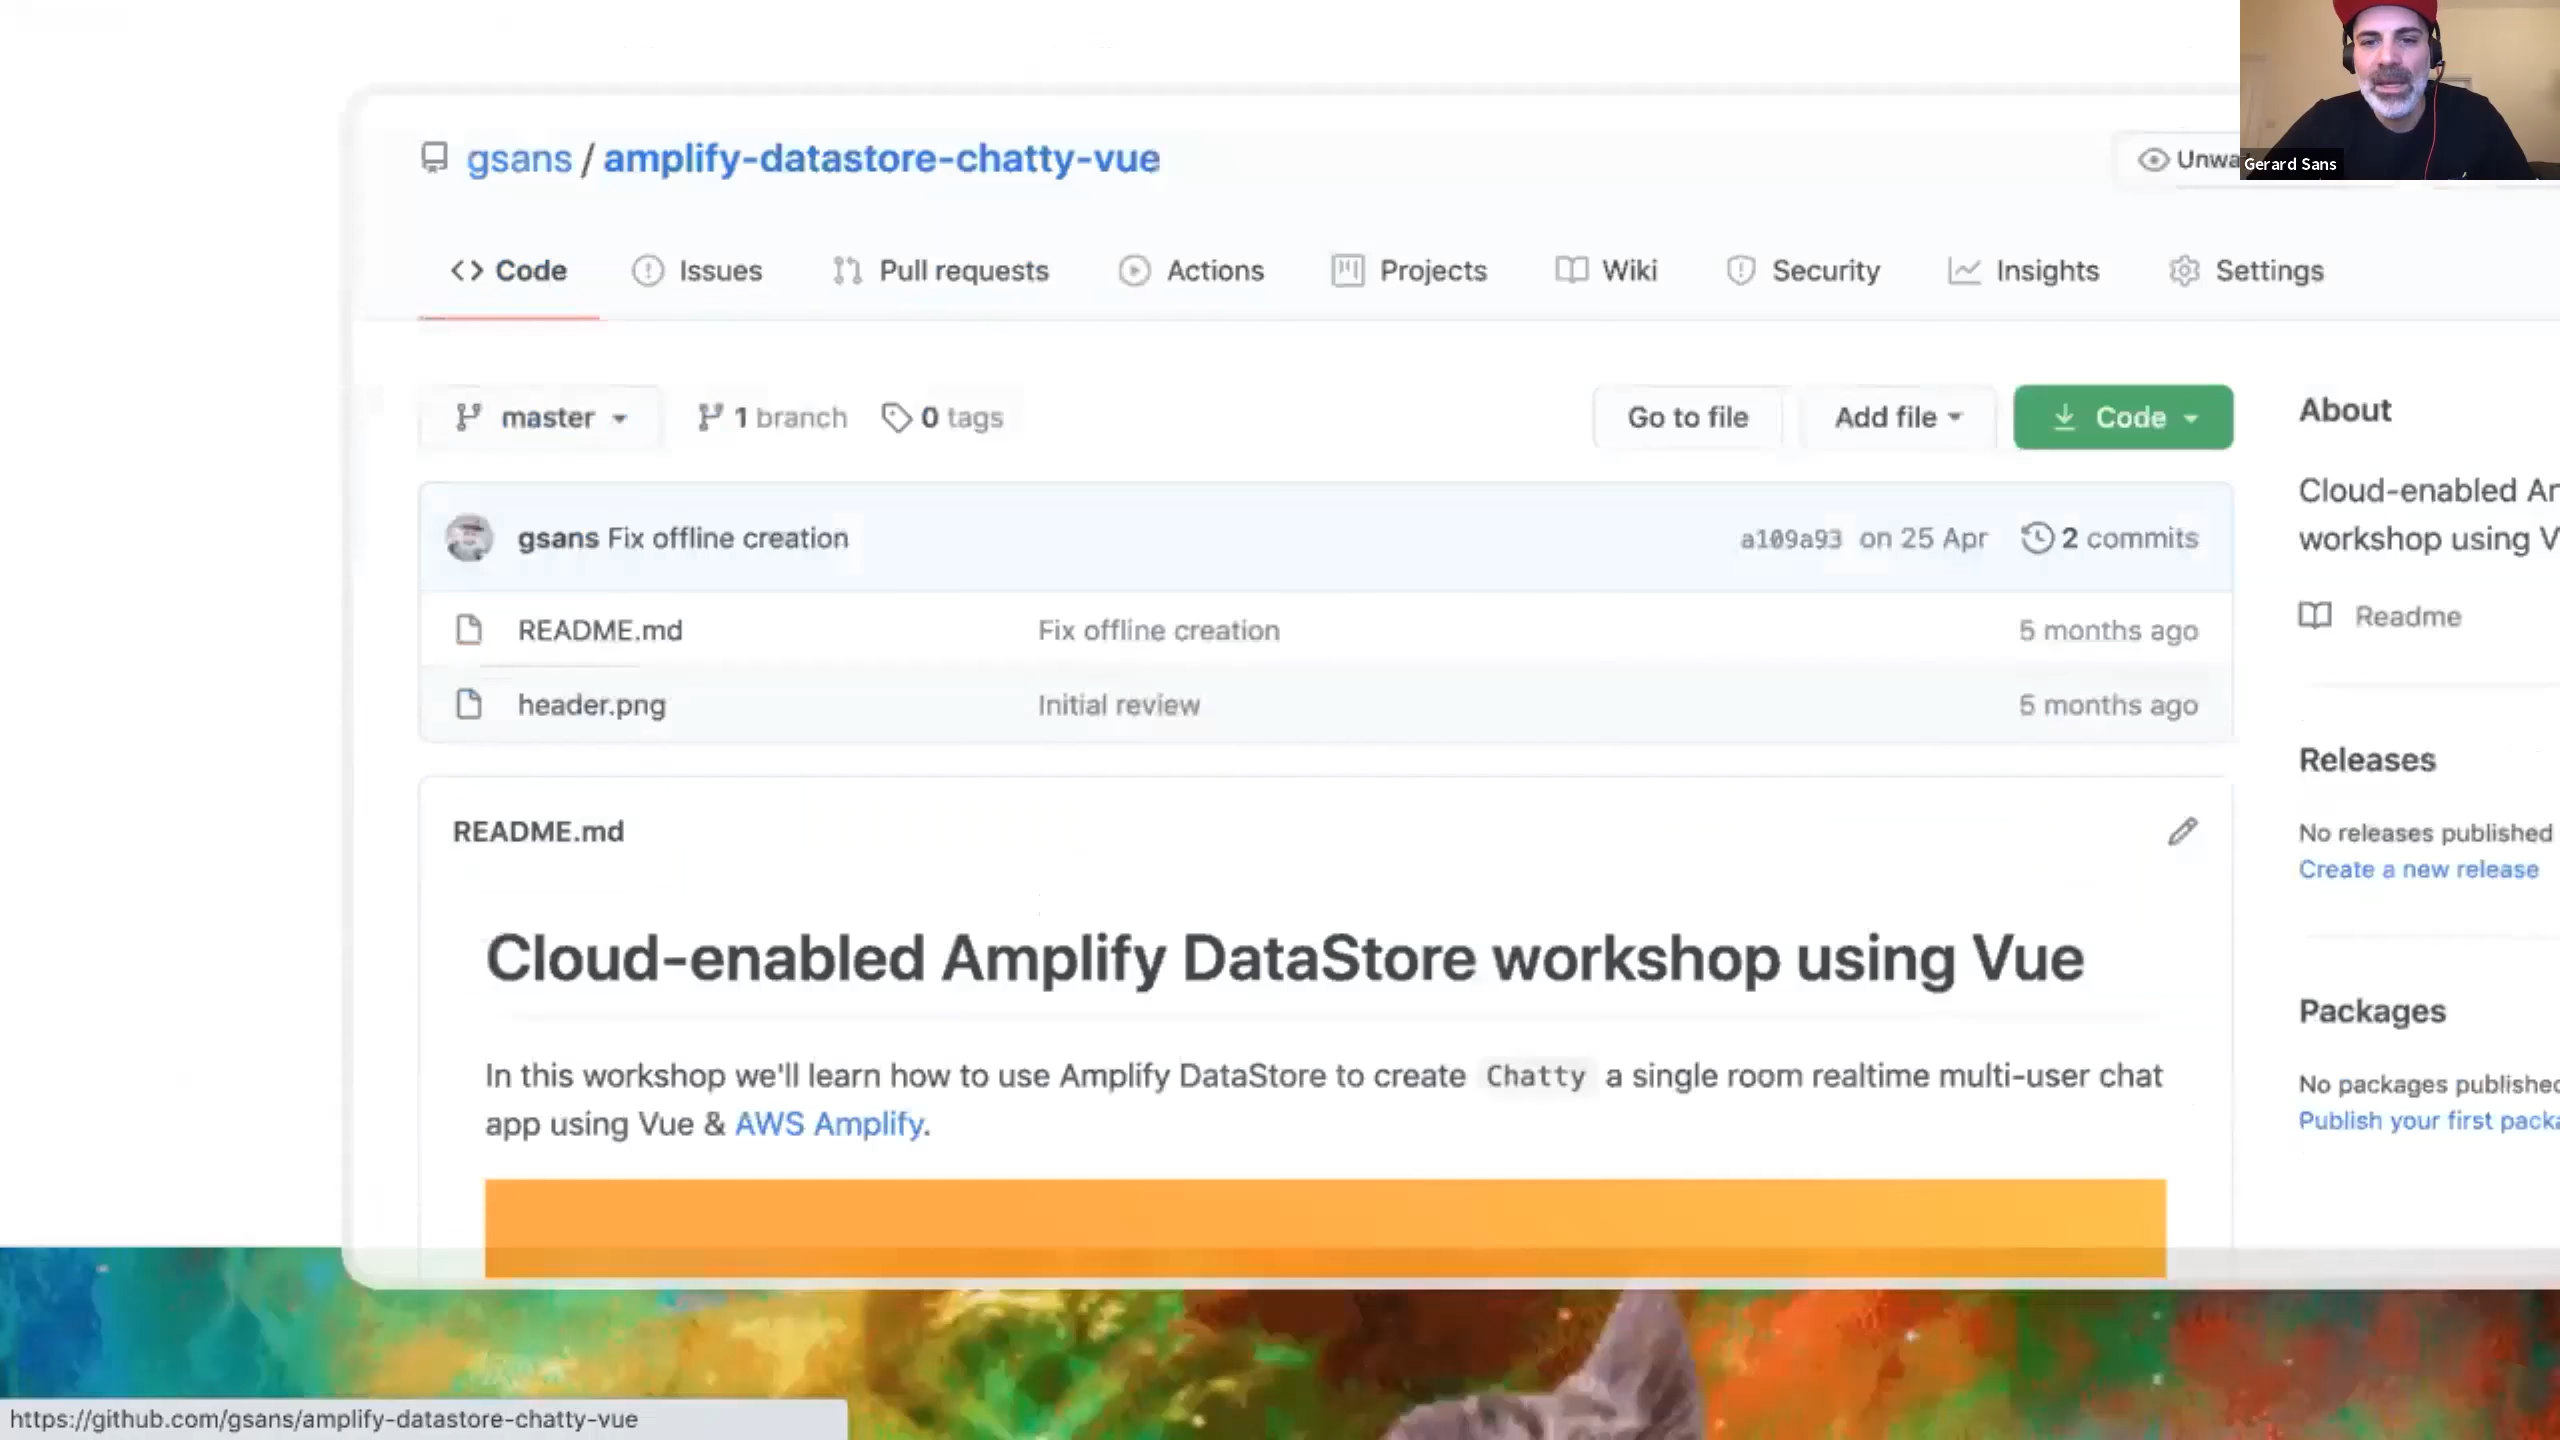 gsans / amplify-datastore-chatty-vue
Gerard Sans
Code
Issues
Pull requests
Actions
Projects
Wiki
Security
Insights
Settings
master
1 branch
0 tags
Go to file
Add file
Code
About
gsans Fix offline creation
a109a93 on 25 Apr
2 commits
Cloud-enabled
workshop using
README.md
Fix offline creation
5 months ago
Readme
header.png
Initial review
5 months ago
Releases
README.md
No releases published
Create a new release
Cloud-enabled Amplify DataStore workshop using Vue
Packages
In this workshop we'll learn how to use Amplify DataStore to create Chatty a single room realtime multi-user chat
app using Vue & AWS Amplify.
No packages published
Publish your first
https://github.com/gsans/amplify-datastore-chatty-vue